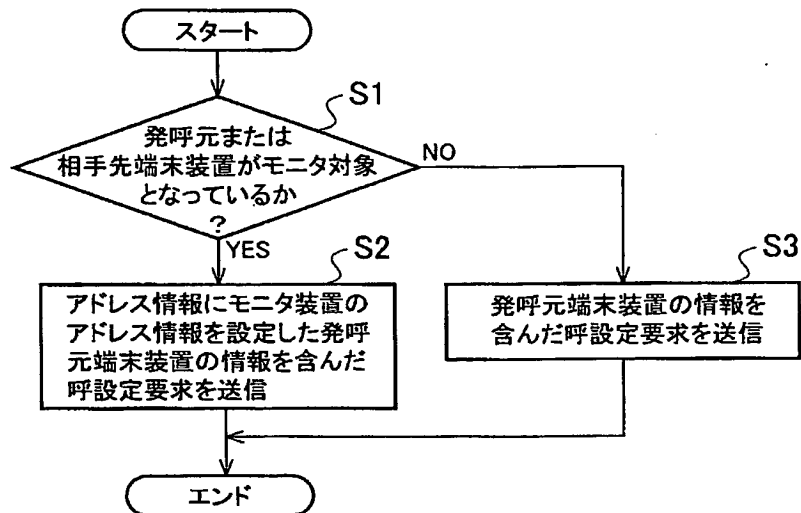 スタート
S1
発呼元または
相手先端末装置がモニタ対象
となっているか
?
NO
YES
S2
アドレス情報にモニタ装置の
アドレス情報を設定した発呼
元端末装置の情報を含んだ
呼設定要求を送信
S3
発呼元端末装置の情報を
含んだ呼設定要求を送信
エンド